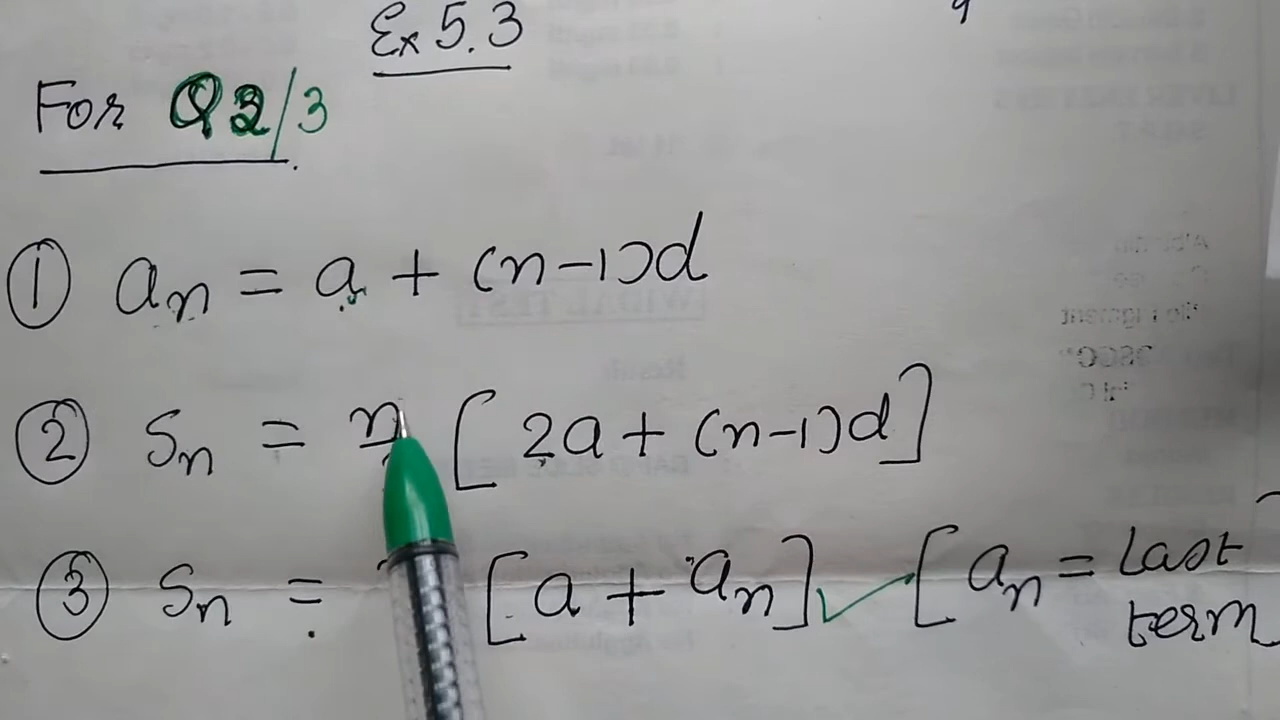 Ex 5.3
For Q2/3
① an = a + (n-1)d
② Sn = n [2a + (n-1)d]
③ Sn = [a + an] ✓ [an = last term